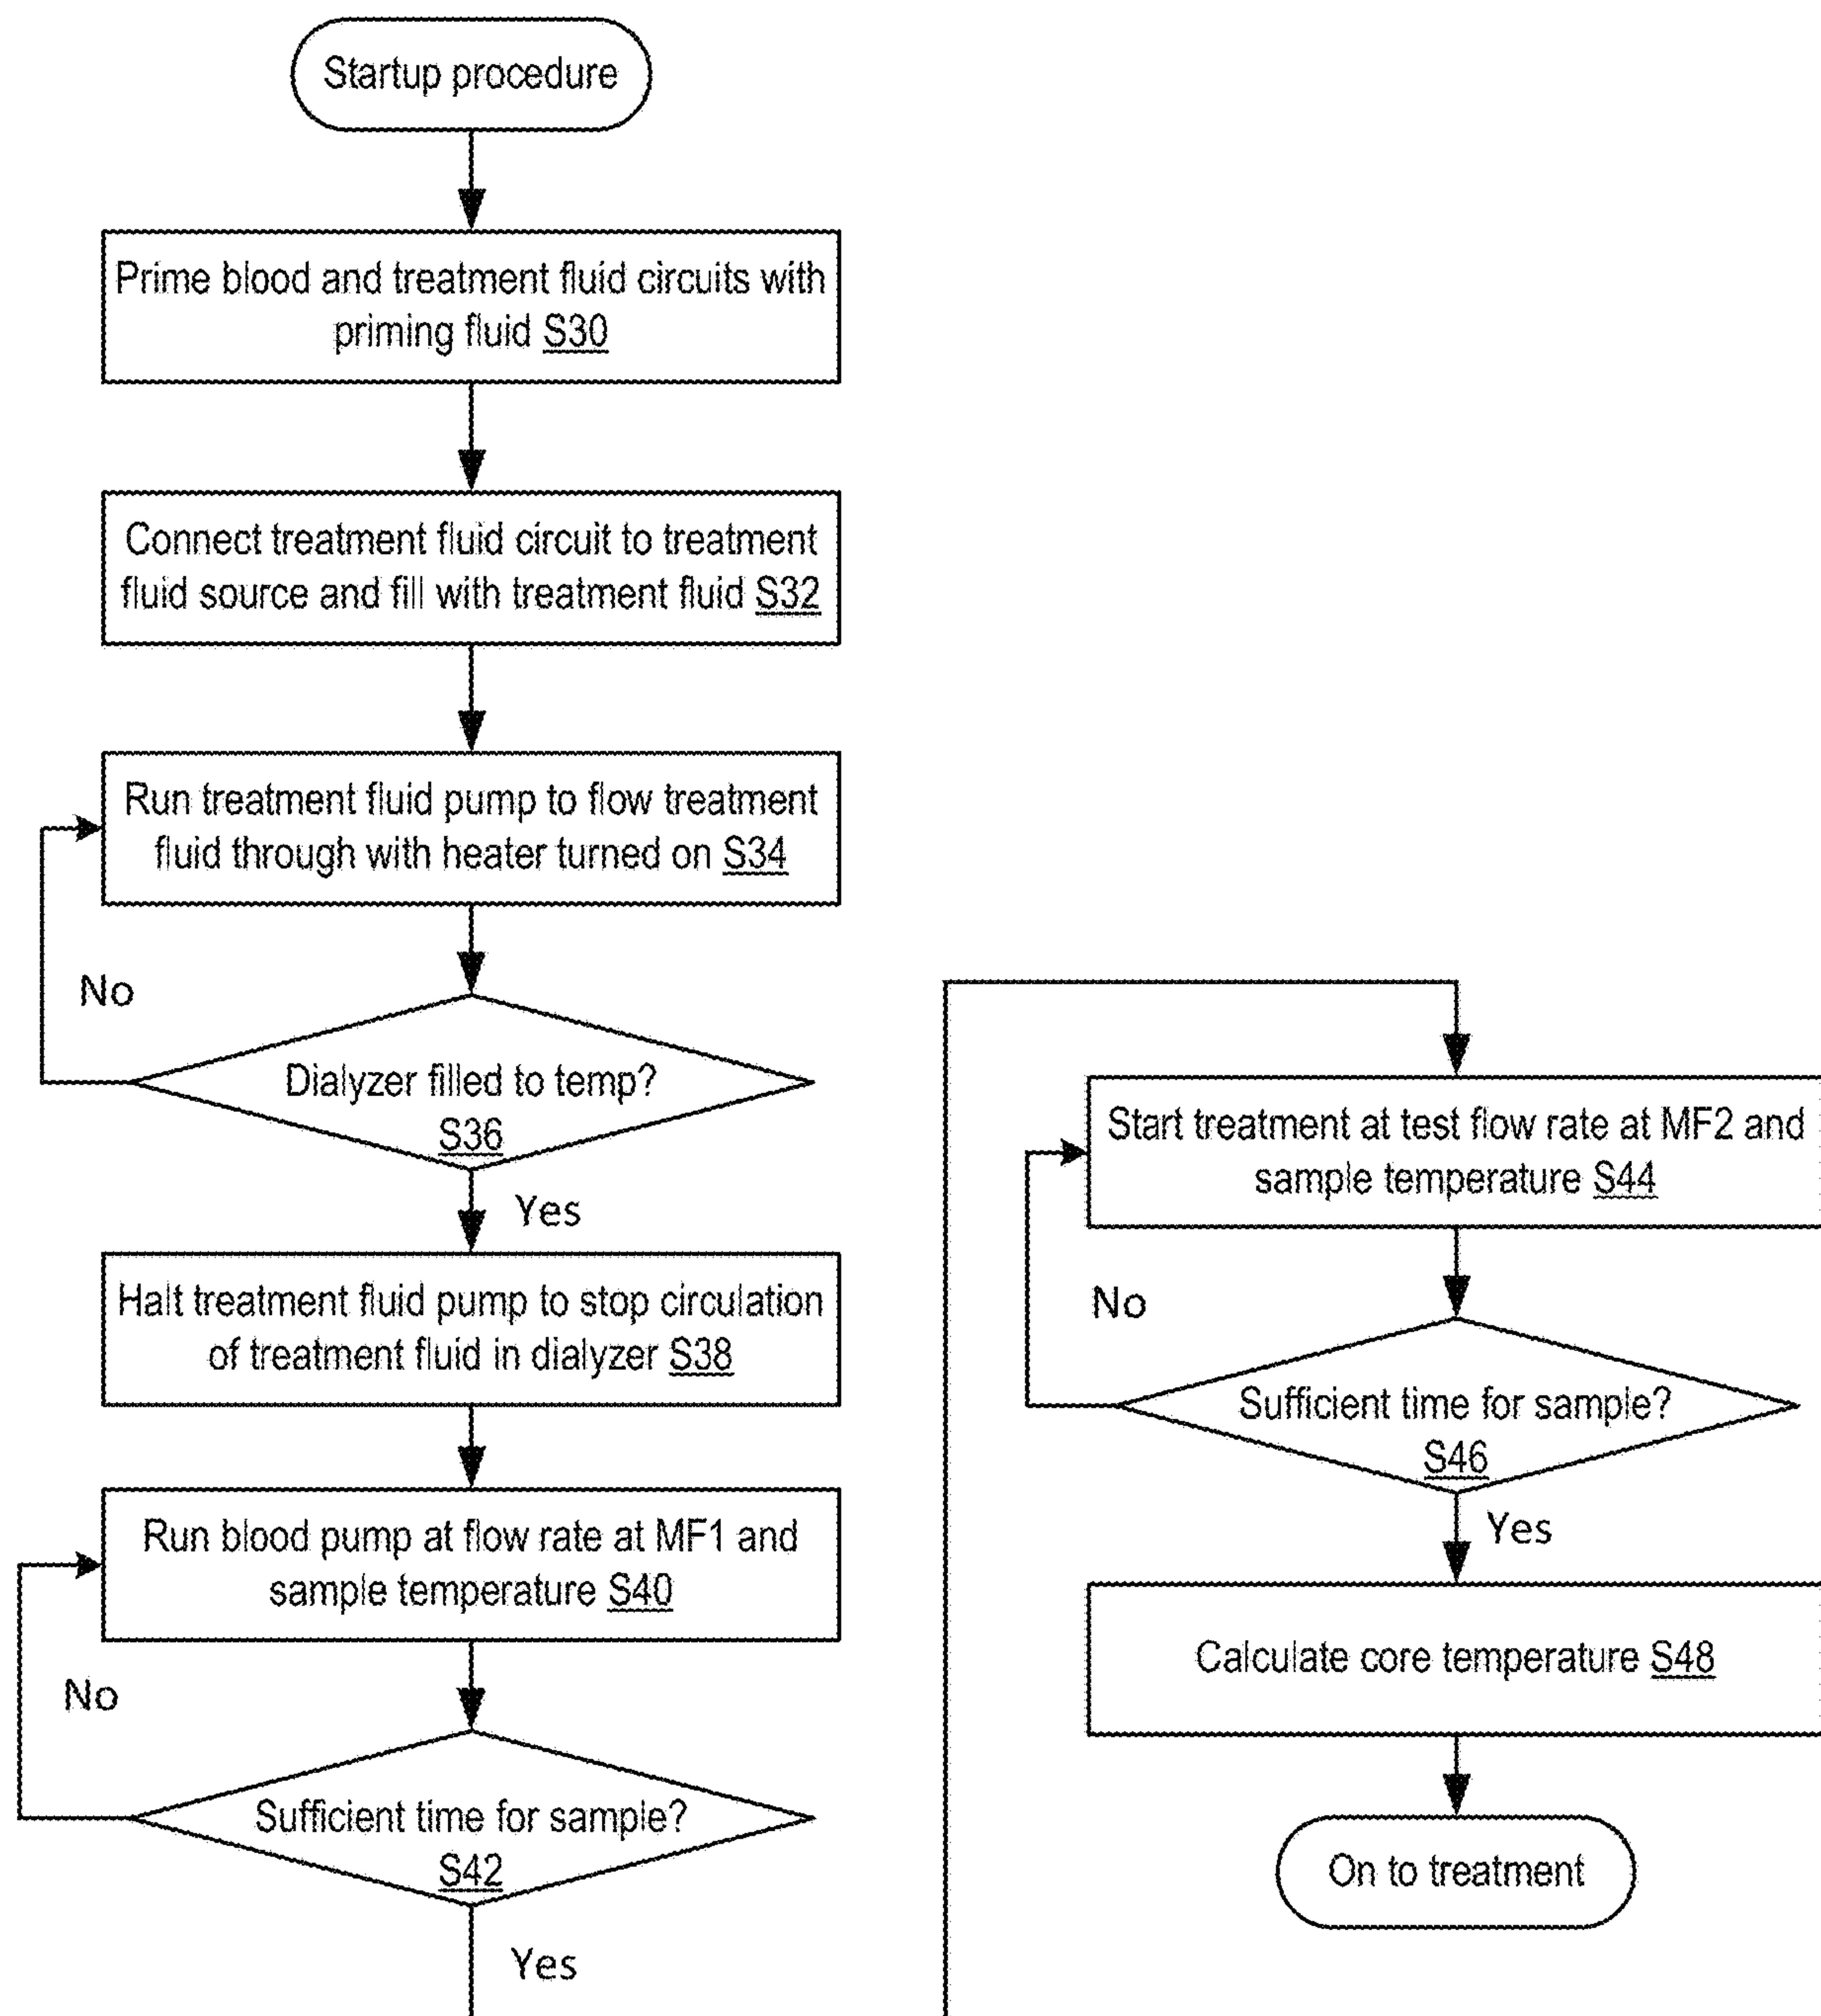 Startup procedure
Prime blood and treatment fluid circuits with
priming fluid S30
Connect treatment fluid circuit to treatment
fluid source and fill with treatment fluid S32
Run treatment fluid pump to flow treatment
fluid through with heater turned on S34
No
Dialyzer filled to temp?
S36
Yes
Halt treatment fluid pump to stop circulation
of treatment fluid in dialyzer S38
Run blood pump at flow rate at MF1 and
sample temperature S40
No
Sufficient time for sample?
S42
Yes
Start treatment at test flow rate at MF2 and
sample temperature S44
No
Sufficient time for sample?
S46
Yes
Calculate core temperature S48
On to treatment